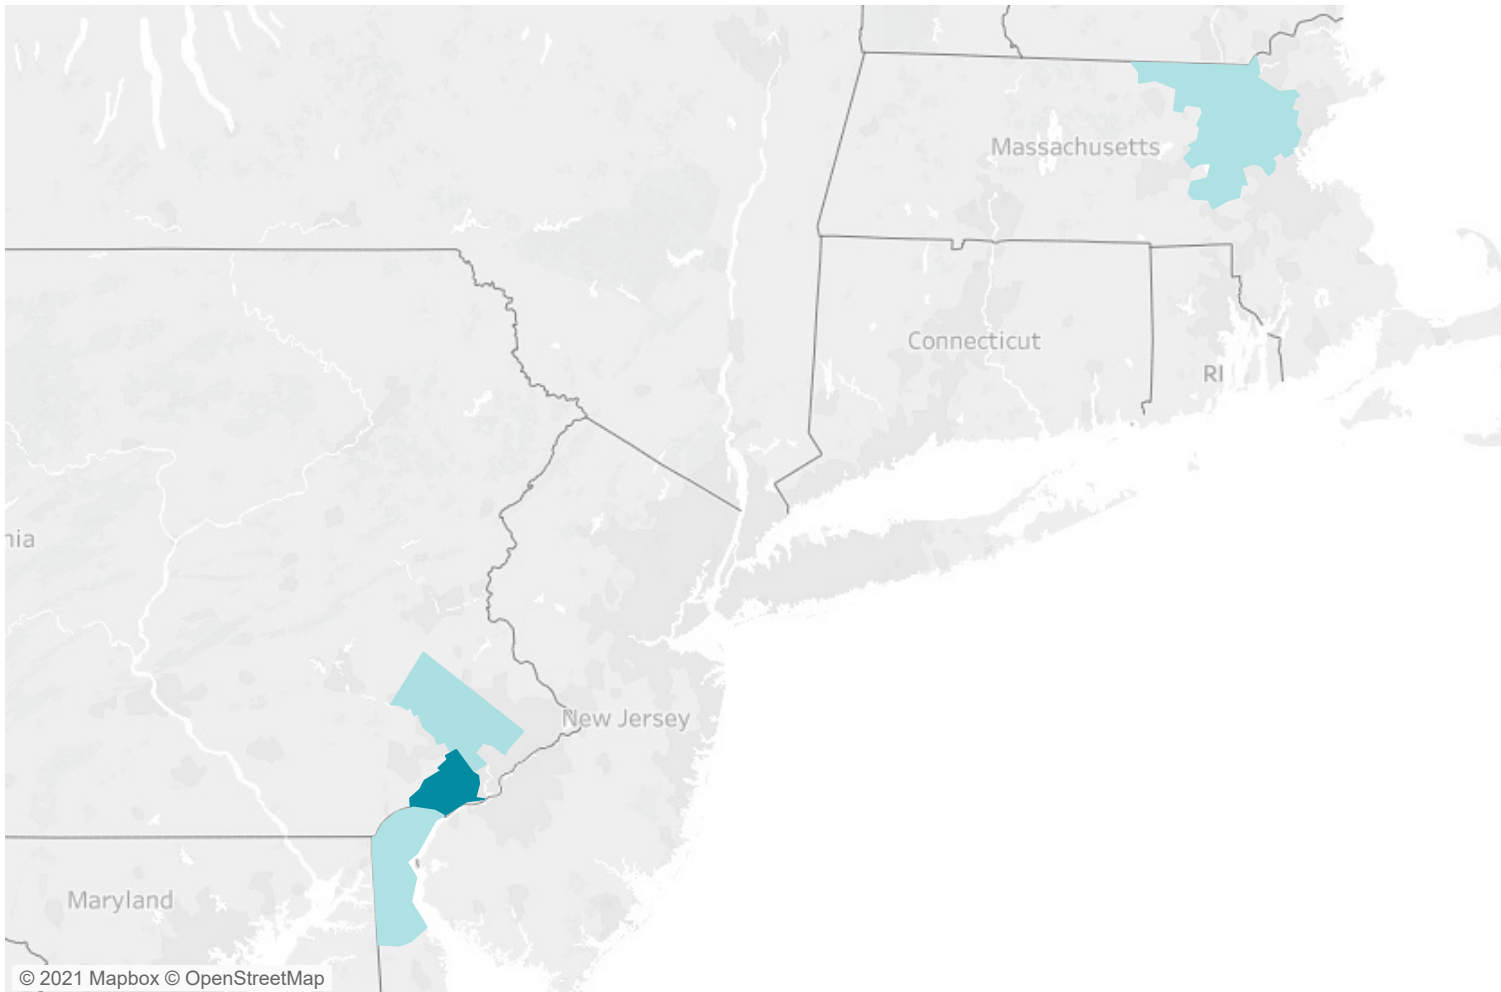 Massachusetts
Connecticut
RI
nia
New Jersey
Maryland
© 2021 Mapbox © OpenStreetMap